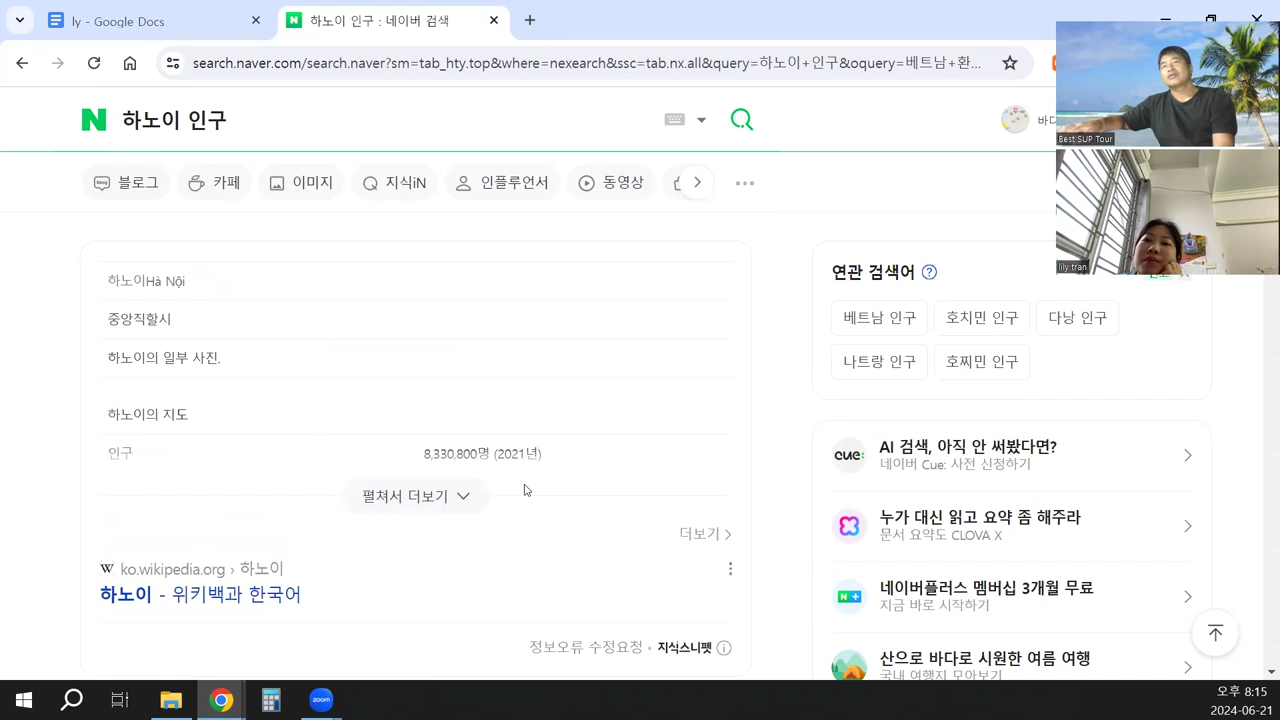 ly - Google Docs
하노이 인구 : 네이버 검색
search.naver.com/search.naver?sm=tab_hty.top&where=nexearch&ssc=tab.nx.all&query=하노이+인구&oquery=베트남+환...
N 하노이 인구
바다
Best SUP Tour
lily tran
블로그
카페
이미지
지식iN
인플루언서
동영상
하노이Hà Nội
중앙직할시
하노이의 일부 사진.
하노이의 지도
인구 8,330,800명 (2021년)
펼쳐서 더보기
더보기
W ko.wikipedia.org › 하노이
하노이 - 위키백과 한국어
정보오류 수정요청 • 지식스니펫
연관 검색어
베트남 인구
호치민 인구
다낭 인구
나트랑 인구
호찌민 인구
cue:
AI 검색, 아직 안 써봤다면?
네이버 Cue: 사전 신청하기
누가 대신 읽고 요약 좀 해주라
문서 요약도 CLOVA X
N+
네이버플러스 멤버십 3개월 무료
지금 바로 시작하기
산으로 바다로 시원한 여름 여행
국내 여행지 모아보기
zoom
오후 8:15
2024-06-21